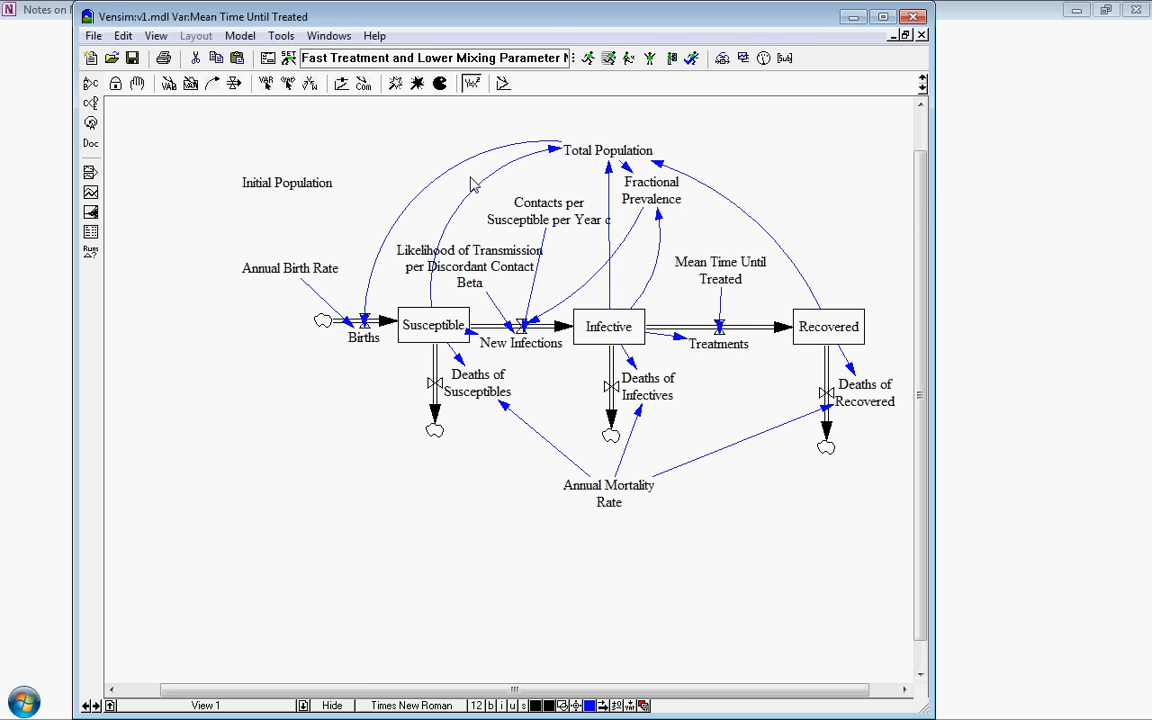 Notes on
Vensim:v1.mdl Var:Mean Time Until Treated
File Edit View Layout Model Tools Windows Help
SET Fast Treatment and Lower Mixing Parameter
VAR Com
Doc
Runs
Total Population
Initial Population
Fractional
Prevalence
Contacts per
Susceptible per Year c
Likelihood of Transmission
per Discordant Contact
Beta
Mean Time Until
Treated
Annual Birth Rate
Susceptible
Infective
Recovered
Births
New Infections
Treatments
Deaths of
Susceptibles
Deaths of
Infectives
Deaths of
Recovered
Annual Mortality
Rate
View 1 Hide Times New Roman 12 b i u s